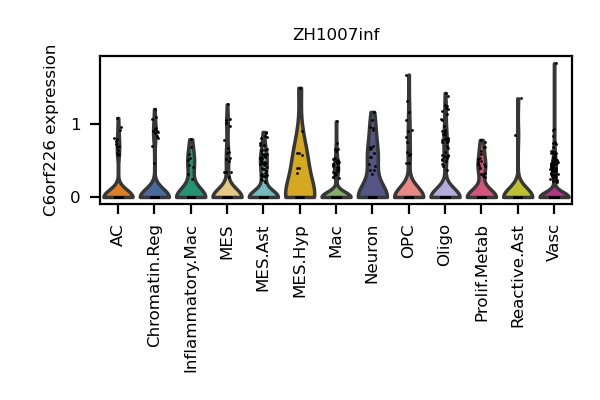 ZH1007inf
C6orf226 expression
1
0
AC
Chromatin.Reg
Inflammatory.Mac
MES
MES.Ast
MES.Hyp
Mac
Neuron
OPC
Oligo
Prolif.Metab
Reactive.Ast
Vasc